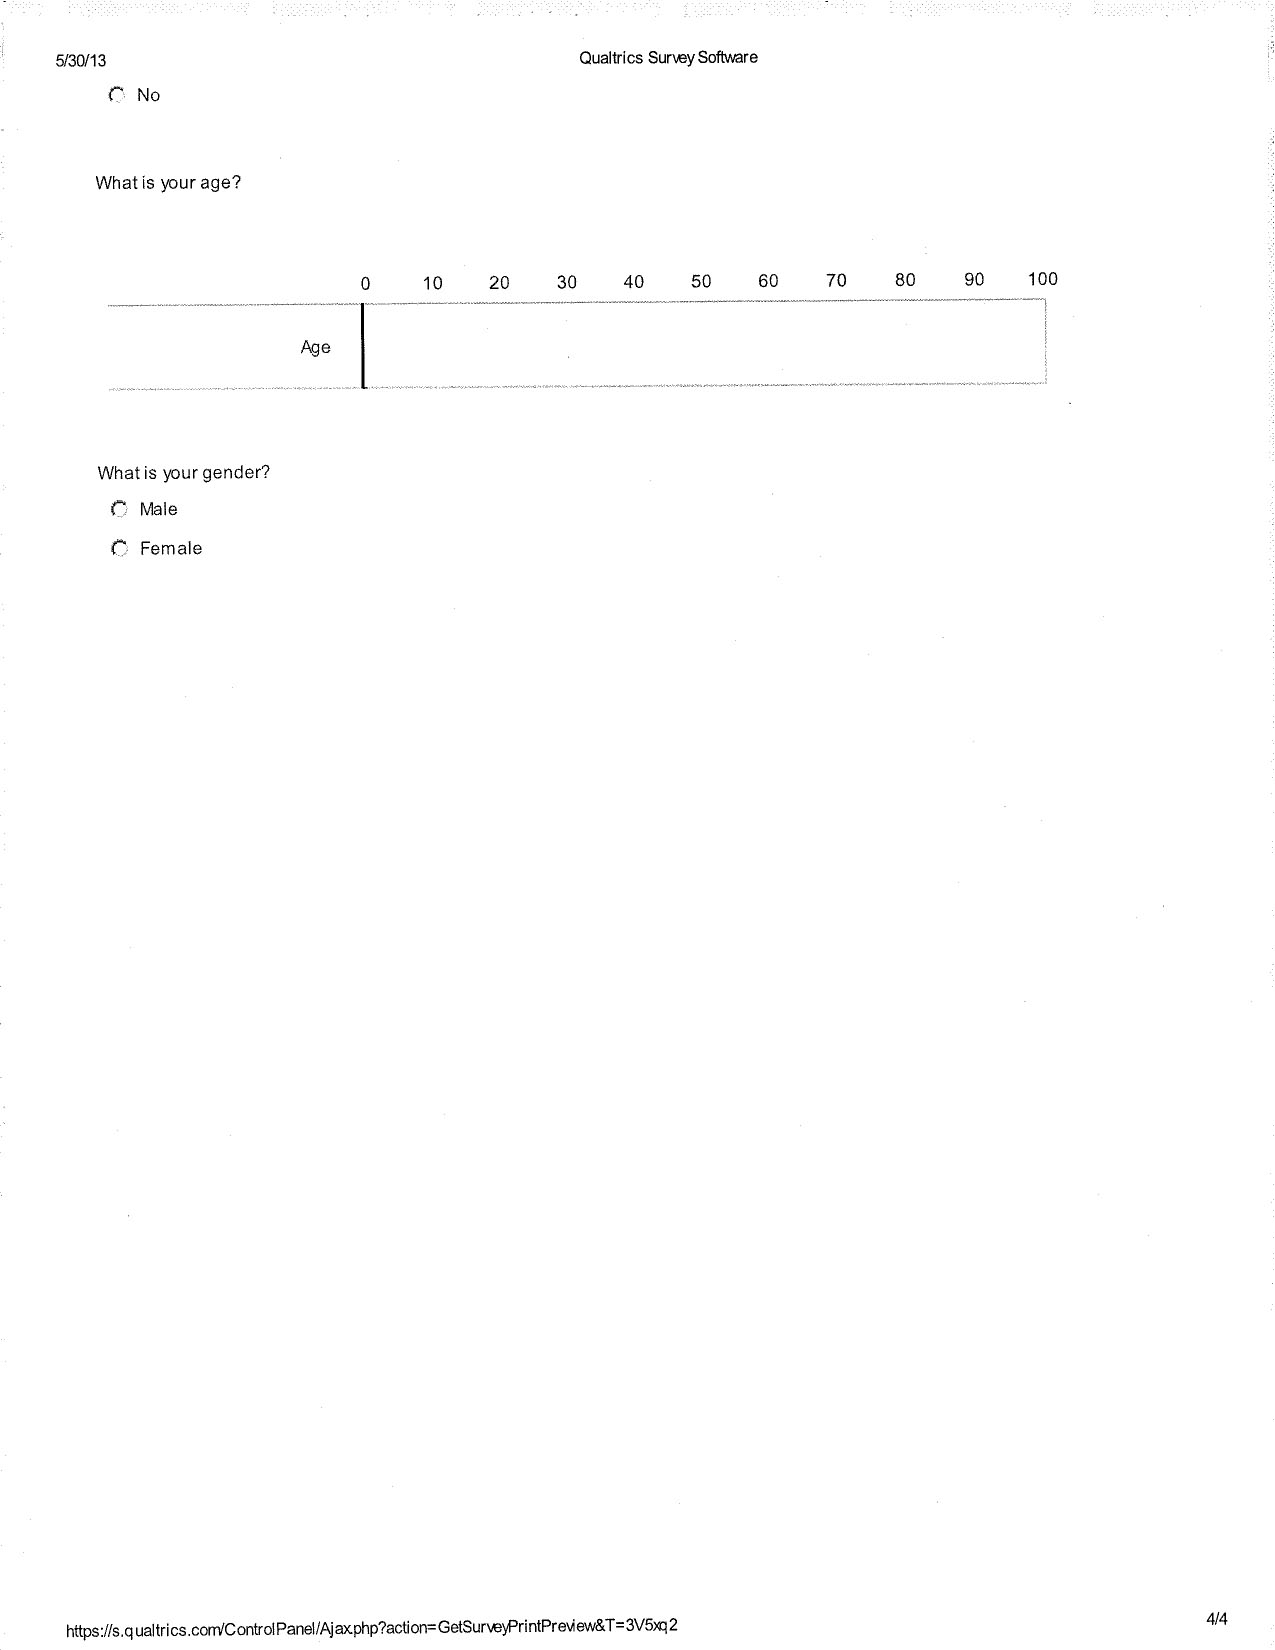 5/30/13 Qualtrics Survey Software
No
What is your age?
0 10 20 30 40 50 60 70 80 90 100
Age
What is your gender?
Male
Female
https://s.qualtrics.com/ControlPanel/Ajax.php?action=GetSurveyPrintPreview&T=3V5xq2 4/4